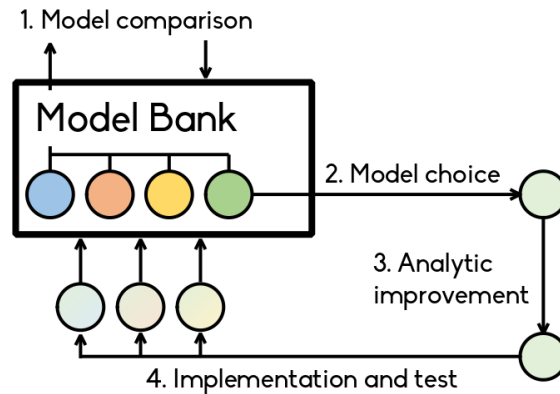 1. Model comparison
Model Bank
2. Model choice
3. Analytic
improvement
4. Implementation and test